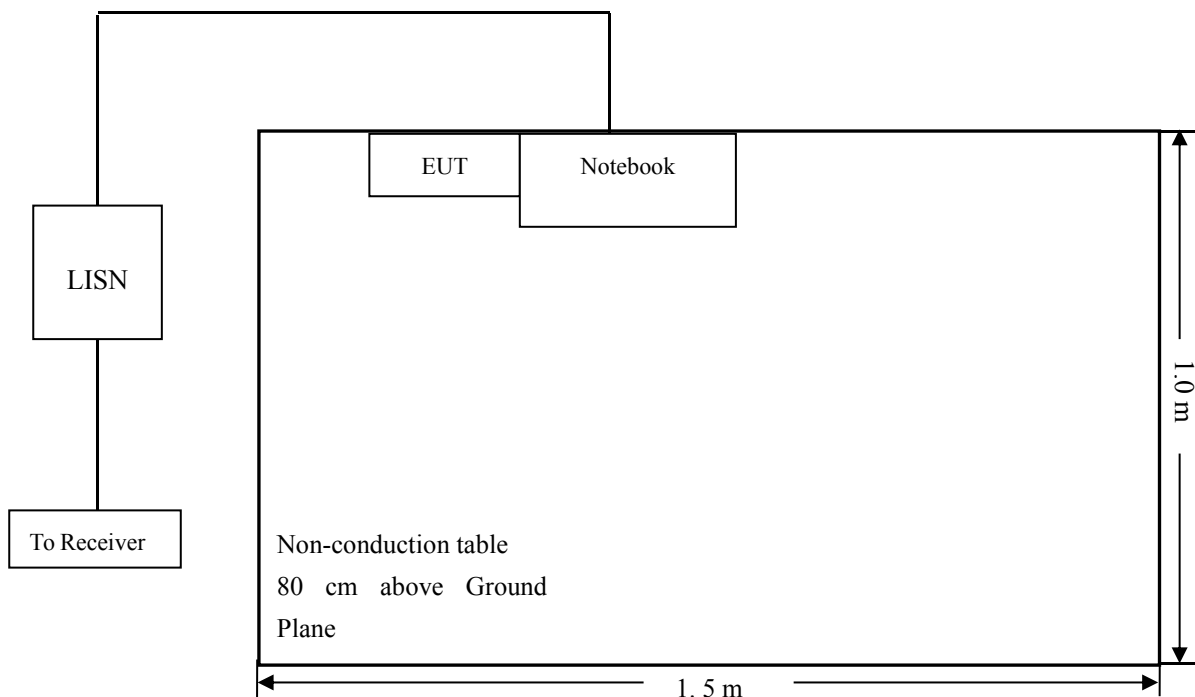 EUT
Notebook
LISN
1.0 m
To Receiver
Non-conduction table
80 cm above Ground
Plane
1. 5 m